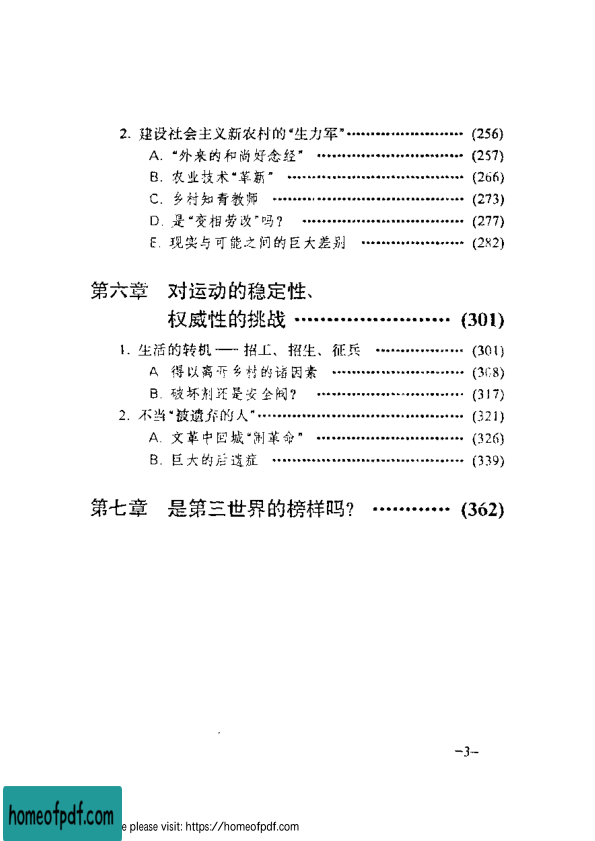 2. 建设社会主义新农村的“生力军”························ (256)
A. “外来的和尚好念经” ························ (257)
B. 农业技术“革新” ························ (266)
C. 乡村知青教师 ························ (273)
D. 是“变相劳改”吗? ························ (277)
E. 现实与可能之间的巨大差别 ················ (282)
第六章 对运动的稳定性、
权威性的挑战 ························ (301)
1. 生活的转机——招工、招生、征兵 ················ (301)
A. 得以离开乡村的诸因素 ···················· (308)
B. 破坏剂还是安全阀? ························ (317)
2. 不当“被遗弃的人”························ (321)
A. 文革中回城“闹革命” ························ (326)
B. 巨大的后遗症 ························ (339)
第七章 是第三世界的榜样吗? ············ (362)
-3-
homeofpdf.com
e please visit: https://homeofpdf.com